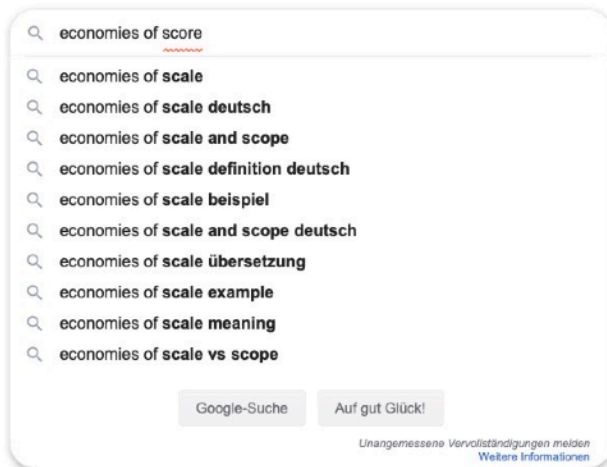 economies of score
economies of scale
economies of scale deutsch
economies of scale and scope
economies of scale definition deutsch
economies of scale beispiel
economies of scale and scope deutsch
economies of scale übersetzung
economies of scale example
economies of scale meaning
economies of scale vs scope
Google-Suche Auf gut Glück!
Unangemessene Vervollständigungen melden
Weitere Informationen